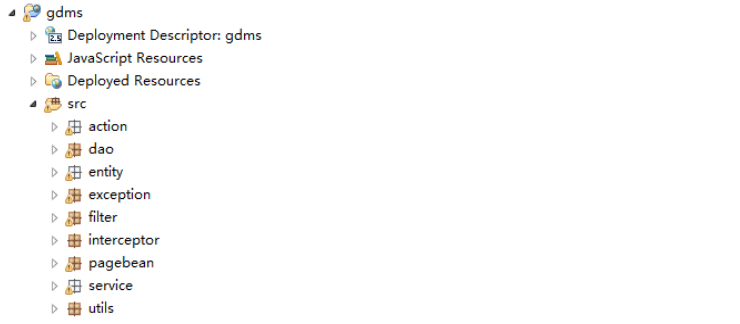 gdms
Deployment Descriptor: gdms
JavaScript Resources
Deployed Resources
src
action
dao
entity
exception
filter
interceptor
pagebean
service
utils